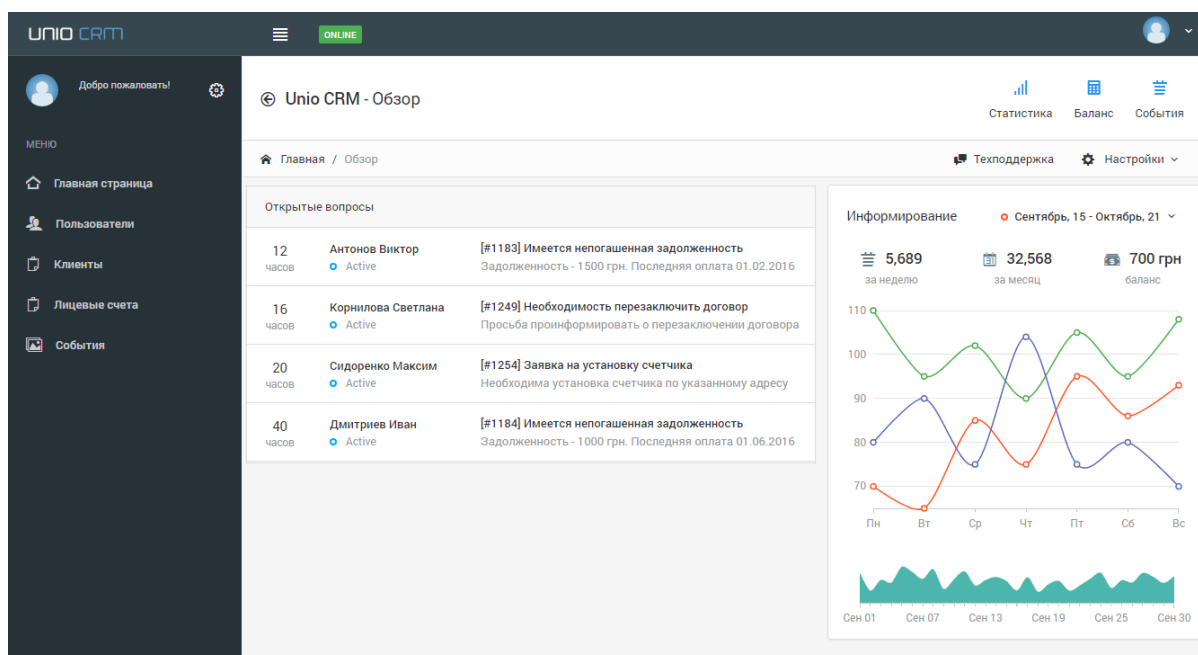 UNIO CRM
ONLINE
Добро пожаловать!
МЕНЮ
Главная страница
Пользователи
Клиенты
Лицевые счета
События
Unio CRM - Обзор
Статистика Баланс События
Главная / Обзор
Техподдержка Настройки
Открытые вопросы
12 Антонов Виктор [#1183] Имеется непогашенная задолженность
часов Active Задолженность - 1500 грн. Последняя оплата 01.02.2016
16 Корнилова Светлана [#1249] Необходимость перезаключить договор
часов Active Просьба проинформировать о перезаключении договора
20 Сидоренко Максим [#1254] Заявка на установку счетчика
часов Active Необходима установка счетчика по указанному адресу
40 Дмитриев Иван [#1184] Имеется непогашенная задолженность
часов Active Задолженность - 1000 грн. Последняя оплата 01.06.2016
Информирование Сентябрь, 15 - Октябрь, 21
5,689 32,568 700 грн
за неделю за месяц баланс
110
100
90
80
70
Пн Вт Ср Чт Пт Сб Вс
Сен 01 Сен 07 Сен 13 Сен 19 Сен 25 Сен 30